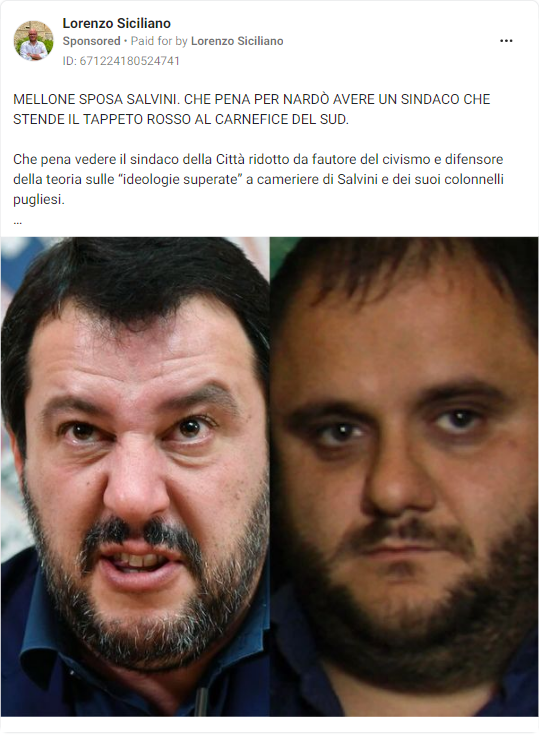 Lorenzo Siciliano
Sponsored • Paid for by Lorenzo Siciliano
ID: 671224180524741
MELLONE SPOSA SALVINI. CHE PENA PER NARDÒ AVERE UN SINDACO CHE
STENDE IL TAPPETO ROSSO AL CARNEFICE DEL SUD.
Che pena vedere il sindaco della Città ridotto da fautore del civismo e difensore
della teoria sulle “ideologie superate” a cameriere di Salvini e dei suoi colonnelli
pugliesi.
...